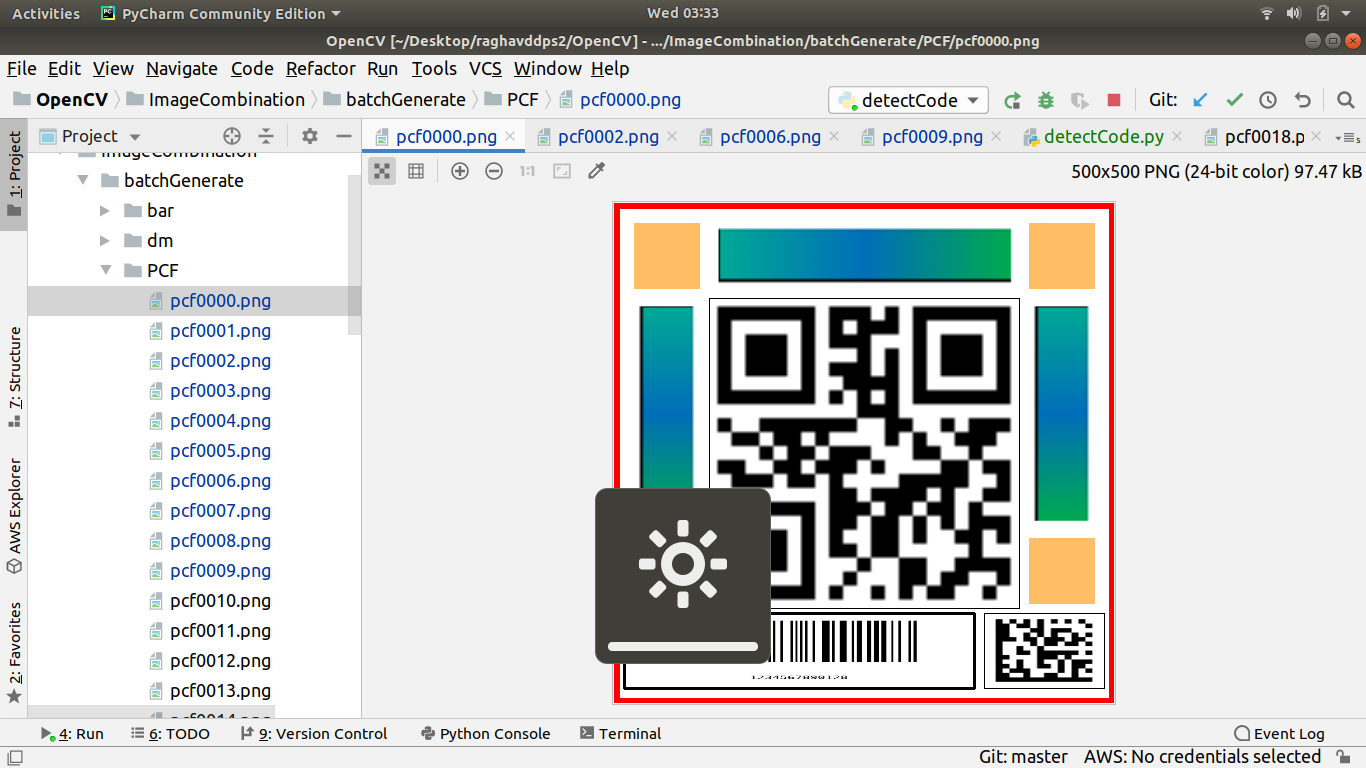 Activities PyCharm Community Edition Wed 03:33
OpenCV [~/Desktop/raghavddps2/OpenCV] - .../ImageCombination/batchGenerate/PCF/pcf0000.png
File Edit View Navigate Code Refactor Run Tools VCS Window Help
OpenCV ImageCombination batchGenerate PCF pcf0000.png detectCode Git:
1: Project
7: Structure
AWS Explorer
2: Favorites
Project
pcf0000.png pcf0002.png pcf0006.png pcf0009.png detectCode.py pcf0018.p
1:1 500x500 PNG (24-bit color) 97.47 kB
ImageCombination
batchGenerate
bar
dm
PCF
pcf0000.png
pcf0001.png
pcf0002.png
pcf0003.png
pcf0004.png
pcf0005.png
pcf0006.png
pcf0007.png
pcf0008.png
pcf0009.png
pcf0010.png
pcf0011.png
pcf0012.png
pcf0013.png
pcf0014.png
1234567890128
4: Run 6: TODO 9: Version Control Python Console Terminal Event Log
Git: master AWS: No credentials selected